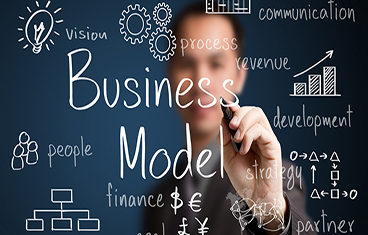 communication
vision
process
revenue
Business
development
people
Model
strategy
finance $ €
partner
£ ¥